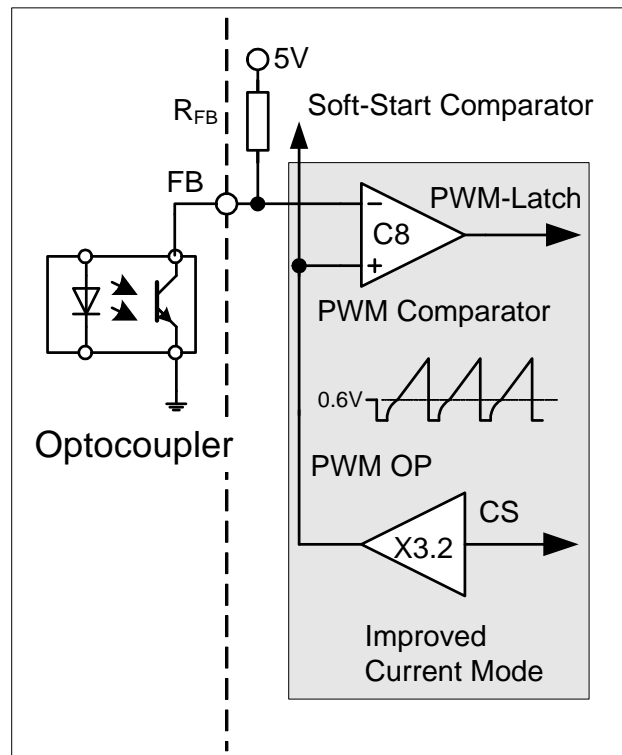 5V
RFB
Soft-Start Comparator
FB
PWM-Latch
−
C8
+
PWM Comparator
0.6V
Optocoupler
PWM OP
CS
X3.2
Improved
Current Mode